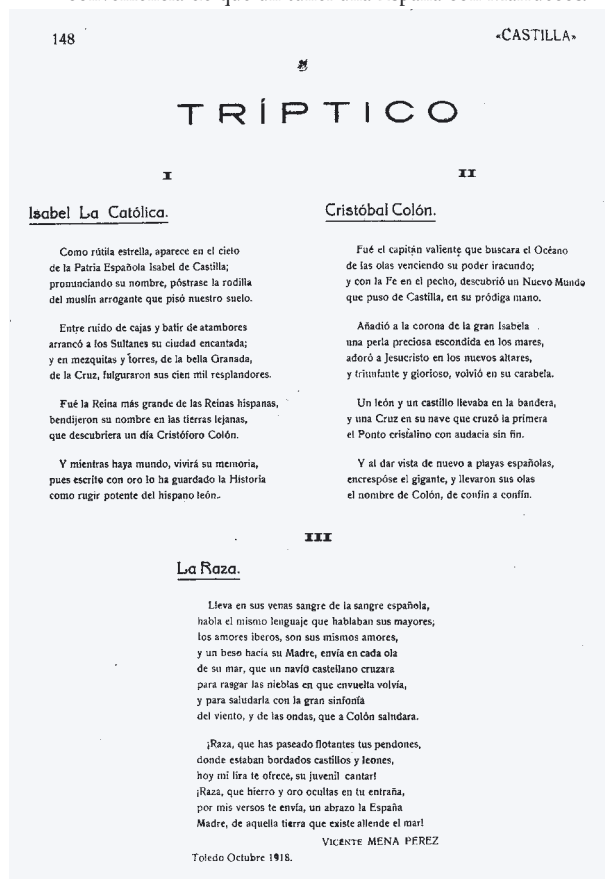 148
«CASTILLA»
TRÍPTICO
I
Isabel La Católica.
Como rútila estrella, aparece en el cielo
de la Patria Española Isabel de Castilla;
pronunciando su nombre, póstrase la rodilla
del muslín arrogante que pisó nuestro suelo.
Entre ruido de cajas y batir de atambores
arrancó a los Sultanes su ciudad encantada;
y en mezquitas y torres, de la bella Granada,
de la Cruz, fulguraron sus cien mil resplandores.
Fué la Reina más grande de las Reinas hispanas,
bendijeron su nombre en las tierras lejanas,
que descubriera un día Cristóforo Colón.
Y mientras haya mundo, vivirá su memoria,
pues escrito con oro lo ha guardado la Historia
como rugir potente del hispano león.
II
Cristóbal Colón.
Fué el capitán valiente que buscara el Océano
de las olas venciendo su poder iracundo;
y con la Fe en el pecho, descubrió un Nuevo Mundo
que puso de Castilla, en su pródiga mano.
Añadió a la corona de la gran Isabela
una perla preciosa escondida en los mares,
adoró a Jesucristo en los nuevos altares,
y triunfante y glorioso, volvió en su carabela.
Un león y un castillo llevaba en la bandera,
y una Cruz en su nave que cruzó la primera
el Ponto cristalino con audacia sin fin.
Y al dar vista de nuevo a playas españolas,
encrespóse el gigante, y llevaron sus olas
el nombre de Colón, de confín a confín.
III
La Raza.
Lleva en sus venas sangre de la sangre española,
habla el mismo lenguaje que hablaban sus mayores;
los amores iberos, son sus mismos amores,
y un beso hacia su Madre, envía en cada ola
de su mar, que un navío castellano cruzara
para rasgar las nieblas en que envuelta volvía,
y para saludarla con la gran sinfonía
del viento, y de las ondas, que a Colón saludara.
¡Raza, que has paseado flotantes tus pendones,
donde estaban bordados castillos y leones,
hoy mi lira te ofrece, su juvenil cantar!
¡Raza, que hierro y oro ocultas en tu entraña,
por mis versos te envía, un abrazo la España
Madre, de aquella tierra que existe allende el mar!
VICENTE MENA PÉREZ
Toledo Octubre 1918.